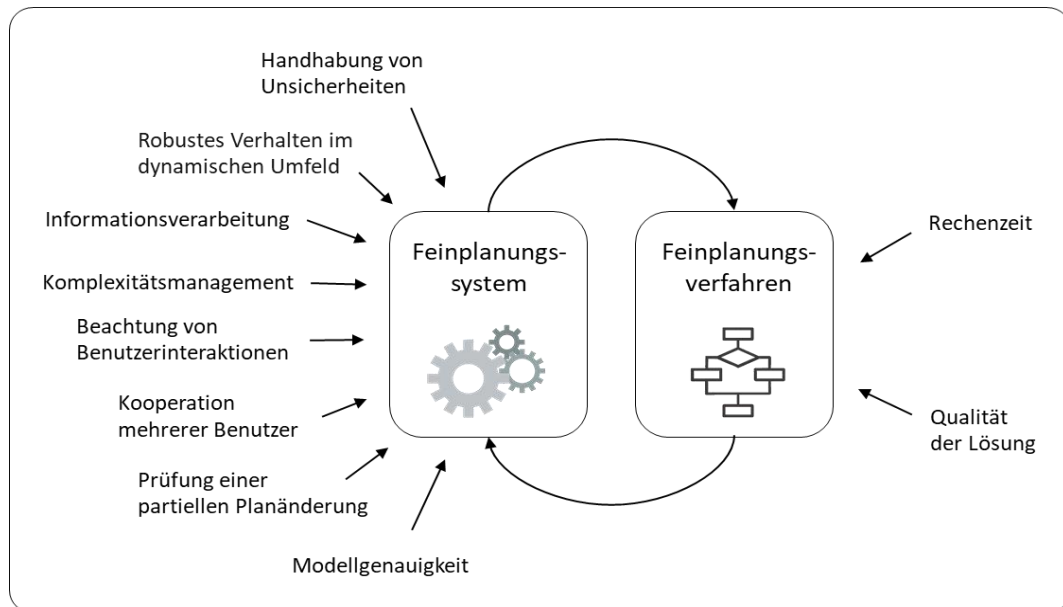 Handhabung von
Unsicherheiten
Robustes Verhalten im
dynamischen Umfeld
Informationsverarbeitung
Komplexitätsmanagement
Beachtung von
Benutzerinteraktionen
Kooperation
mehrerer Benutzer
Prüfung einer
partiellen Planänderung
Modellgenauigkeit
Feinplanungs-
system
Feinplanungs-
verfahren
Rechenzeit
Qualität
der Lösung